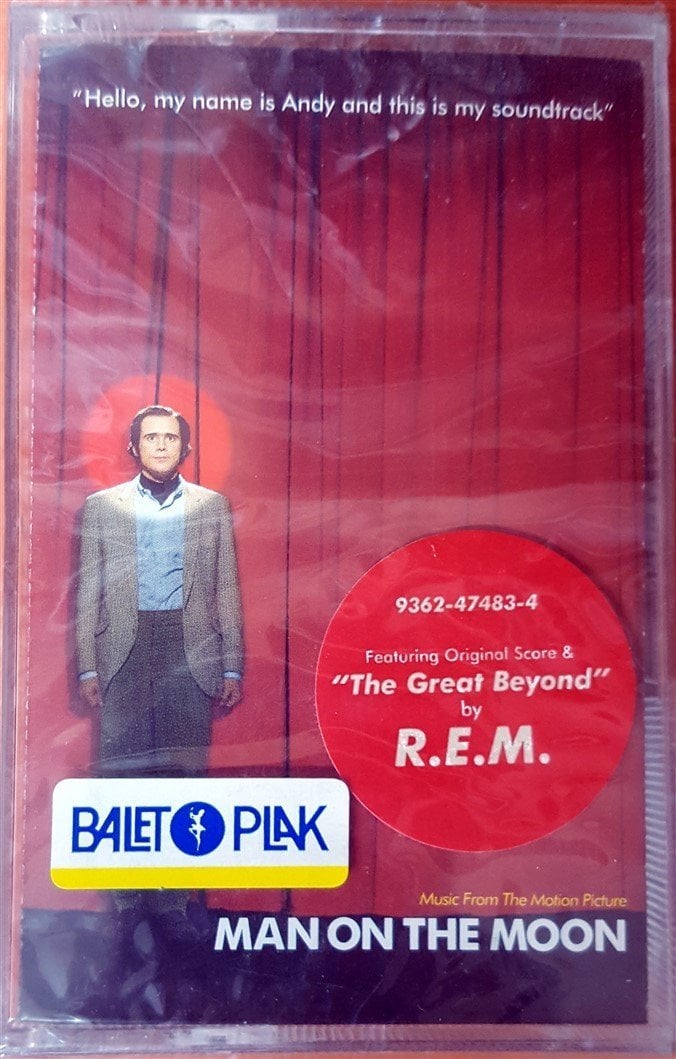 "Hello, my name is Andy and this is my soundtrack"
9362-47483-4
Featuring Original Score &
"The Great Beyond"
by
R.E.M.
BALET PLAK
Music From The Motion Picture
MAN ON THE MOON